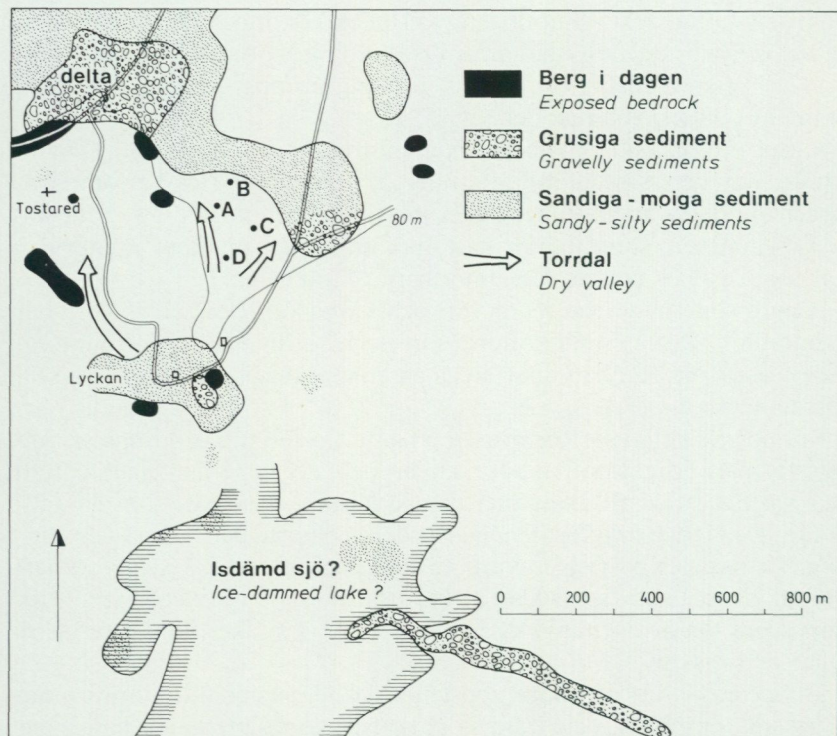 delta
B
A
Tostared
C
80 m
D
Lyckan
Berg i dagen
Exposed bedrock
Grusiga sediment
Gravelly sediments
Sandiga - moiga sediment
Sandy-silty sediments
Torrdal
Dry valley
Isdämd sjö?
Ice-dammed lake ?
0 200 400 600 800 m